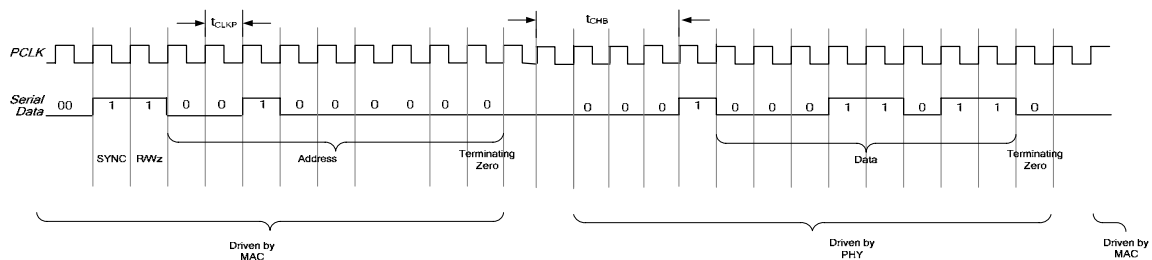 tCLKP
tCHB
PCLK
Serial Data
00 1 1 0 0 1 0 0 0 0 0 0 0 0 0 1 0 0 0 1 1 0 1 1 0
SYNC
R/Wz
Address
Terminating
Zero
Data
Terminating
Zero
Driven by
MAC
Driven by
PHY
Driven by
MAC